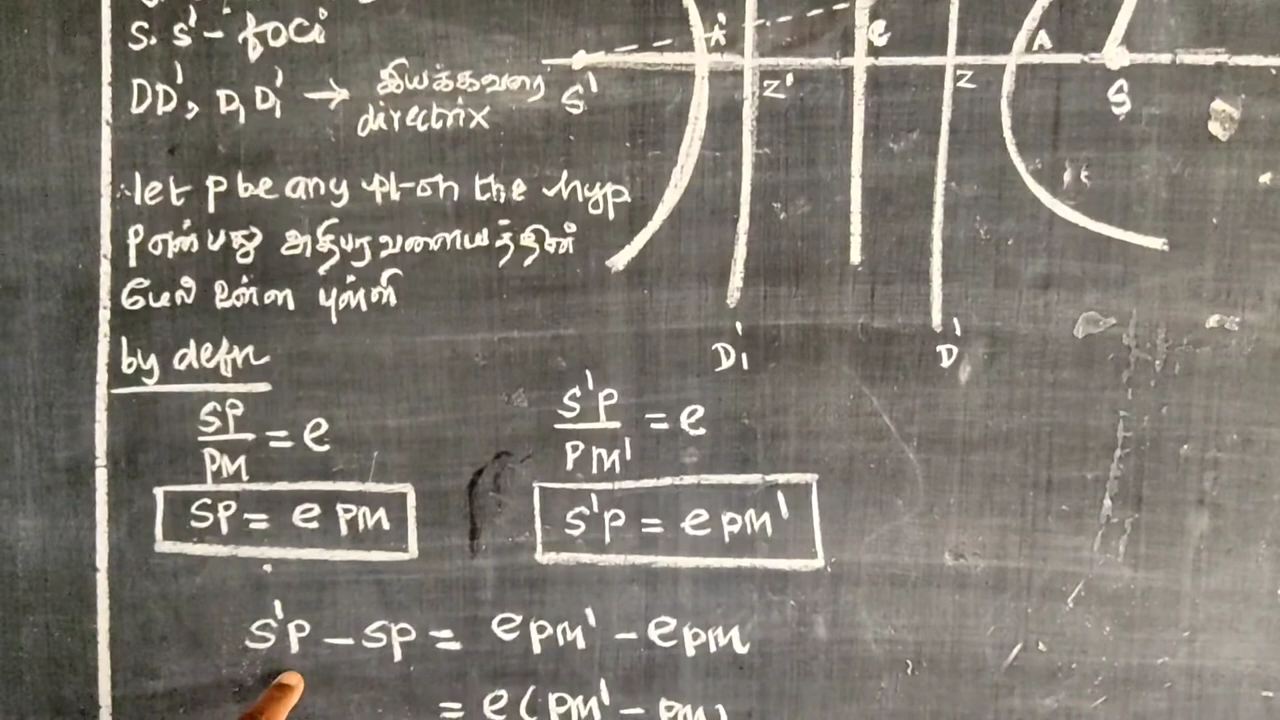 S, S' - foci
DD', D₁D₁' → இயக்கவரை
directrix
let p be any pt on the hyp
P என்பது அதிபரவளையத்தின்
மேல் உள்ள புள்ளி
by defn
SP/PM = e
S'P/PM' = e
SP = e PM
S'P = e PM'
S'P - SP = e PM' - e PM
= e (PM' - PM)
A' C A
S' Z' Z S
D₁' D'